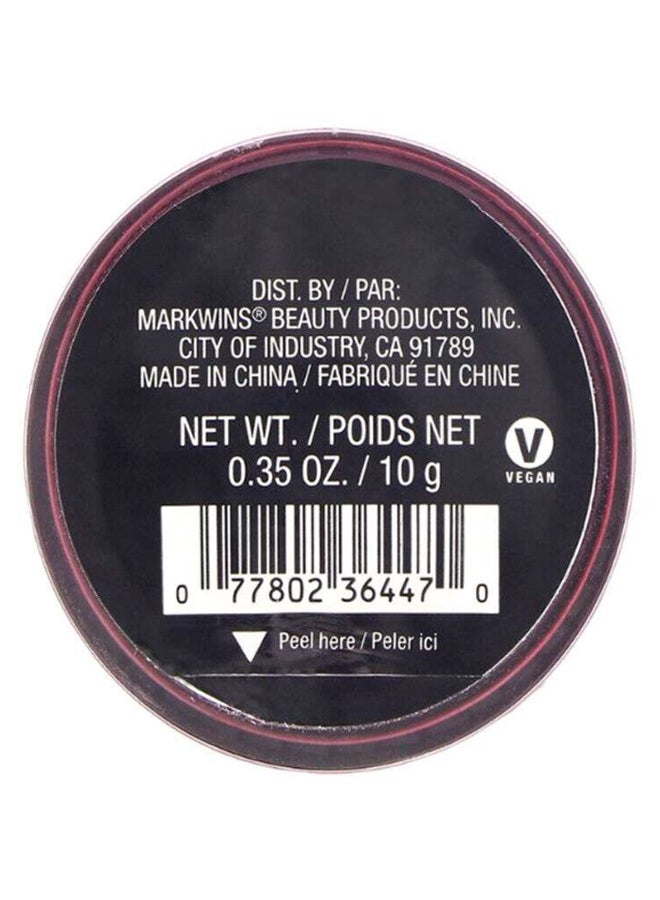 DIST. BY / PAR:
MARKWINS® BEAUTY PRODUCTS, INC.
CITY OF INDUSTRY, CA 91789
MADE IN CHINA / FABRIQUÉ EN CHINE
NET WT. / POIDS NET
0.35 OZ. / 10 g
V
VEGAN
0 77802 36447 0
Peel here / Peler ici